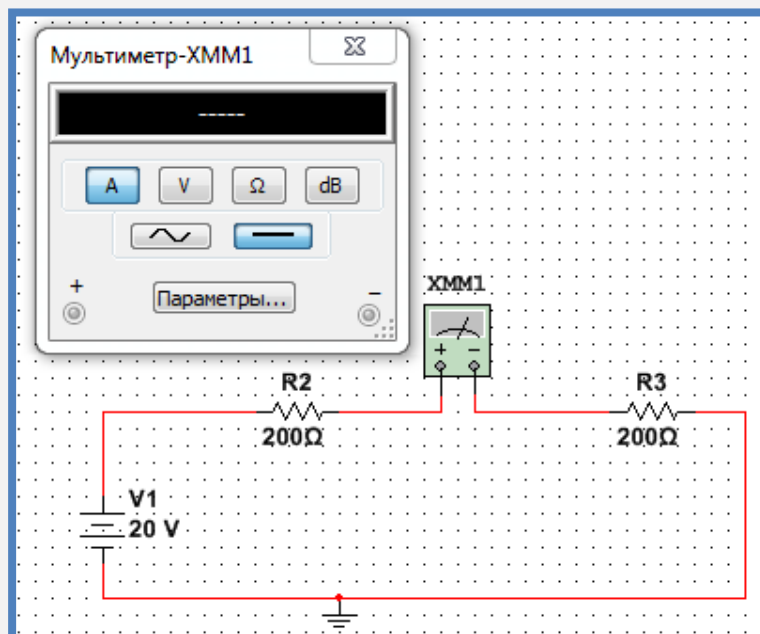 Мультиметр-XMM1
-----
A V Ω dB
+ –
Параметры...
XMM1
+ –
R2 R3
200Ω 200Ω
V1
20 V